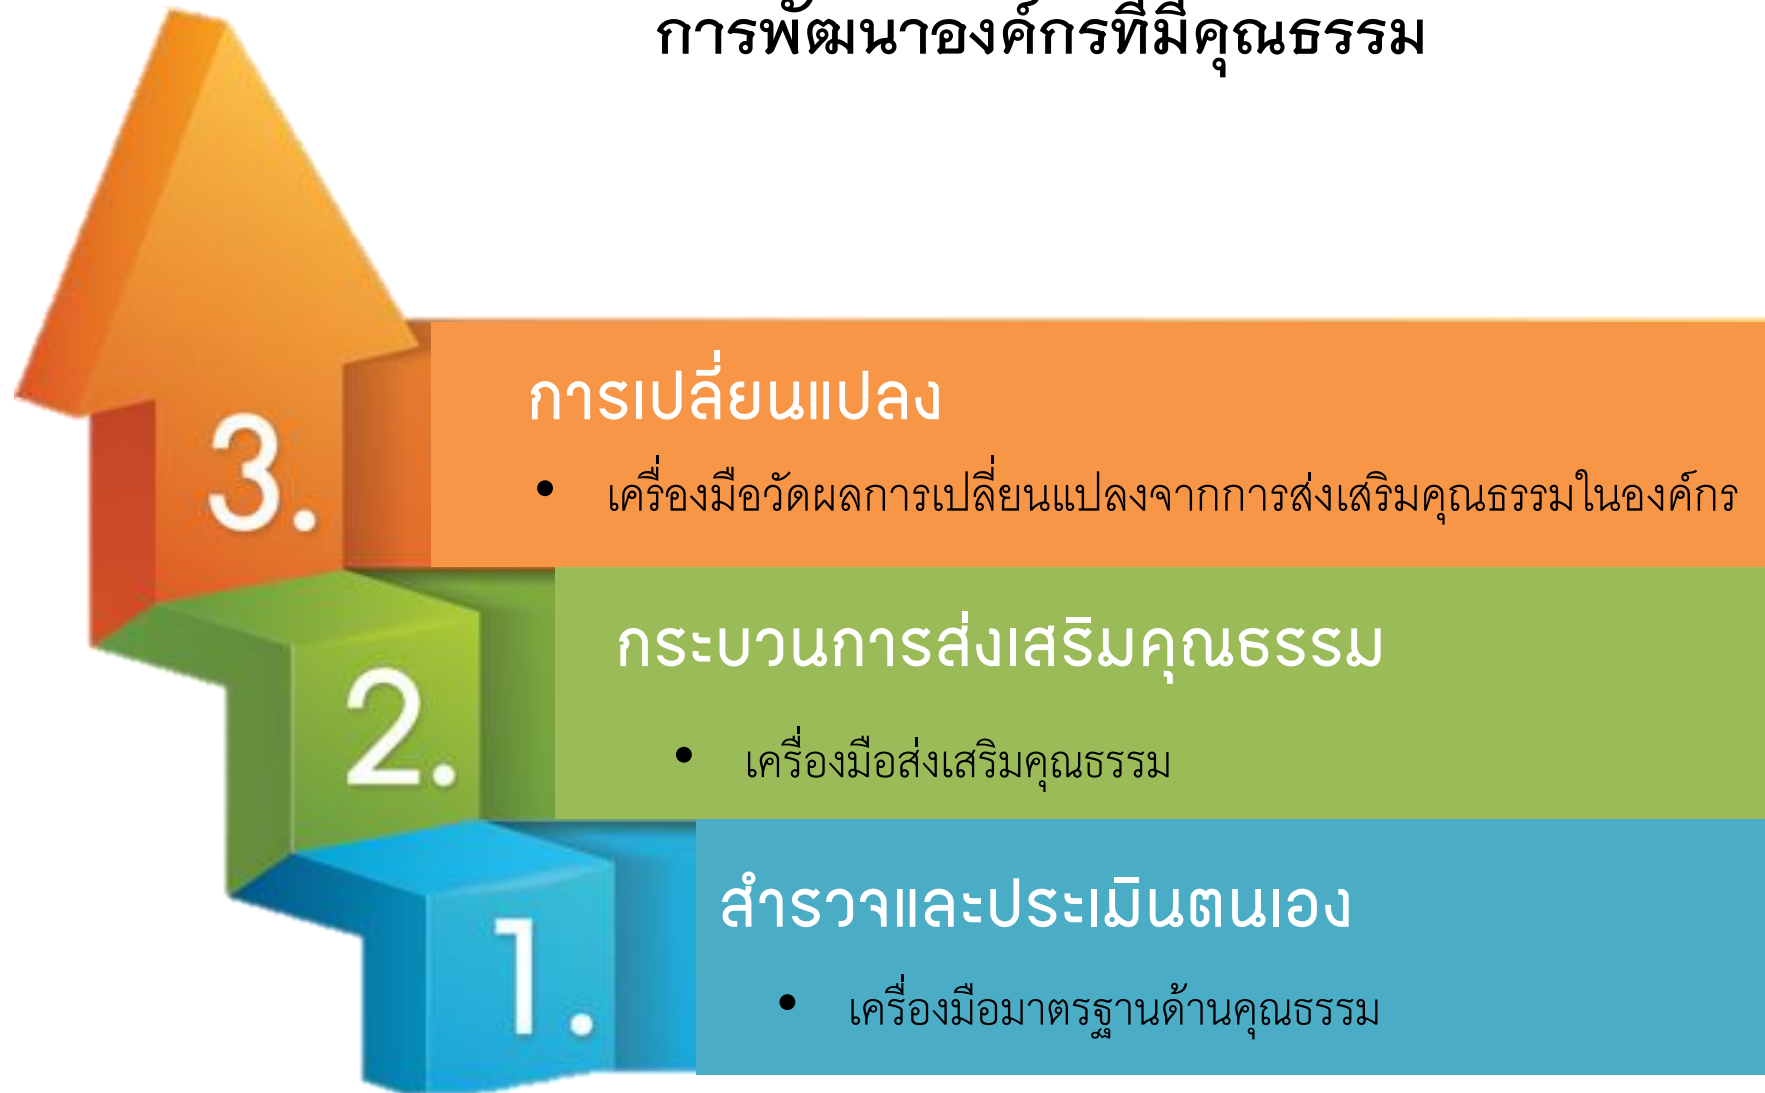 การพัฒนาองค์กรที่มีคุณธรรม
3.
การเปลี่ยนแปลง
• เครื่องมือวัดผลการเปลี่ยนแปลงจากการส่งเสริมคุณธรรมในองค์กร
2.
กระบวนการส่งเสริมคุณธรรม
• เครื่องมือส่งเสริมคุณธรรม
1.
สำรวจและประเมินตนเอง
• เครื่องมือมาตรฐานด้านคุณธรรม